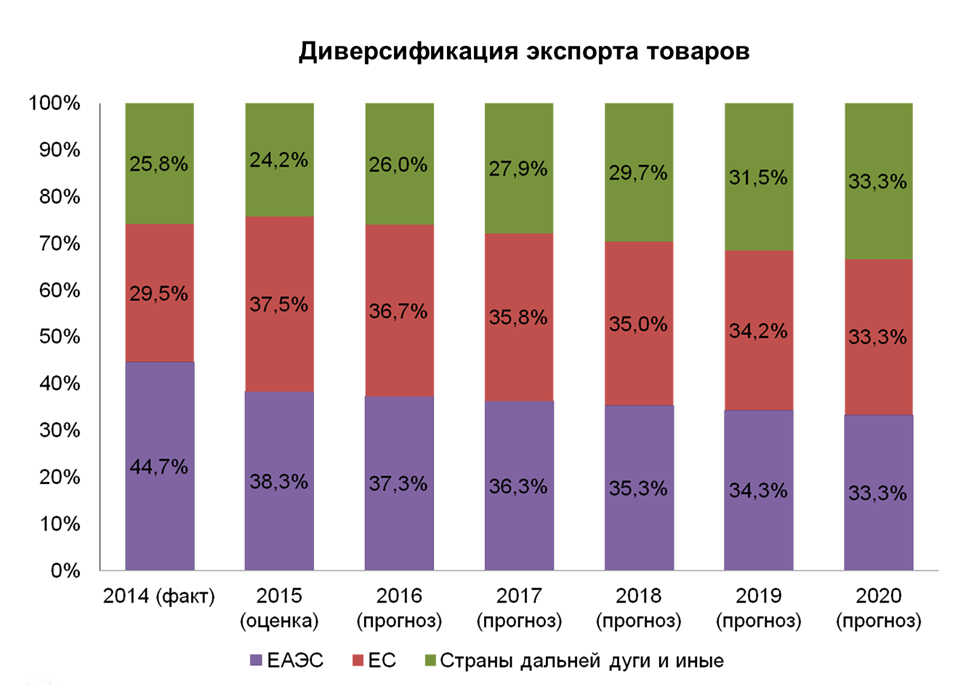 Диверсификация экспорта товаров
100%
90%
80%
70%
60%
50%
40%
30%
20%
10%
0%
25,8% 24,2% 26,0% 27,9% 29,7% 31,5% 33,3%
29,5% 37,5% 36,7% 35,8% 35,0% 34,2% 33,3%
44,7% 38,3% 37,3% 36,3% 35,3% 34,3% 33,3%
2014 (факт) 2015 2016 2017 2018 2019 2020
(оценка) (прогноз) (прогноз) (прогноз) (прогноз) (прогноз)
ЕАЭС ЕС Страны дальней дуги и иные